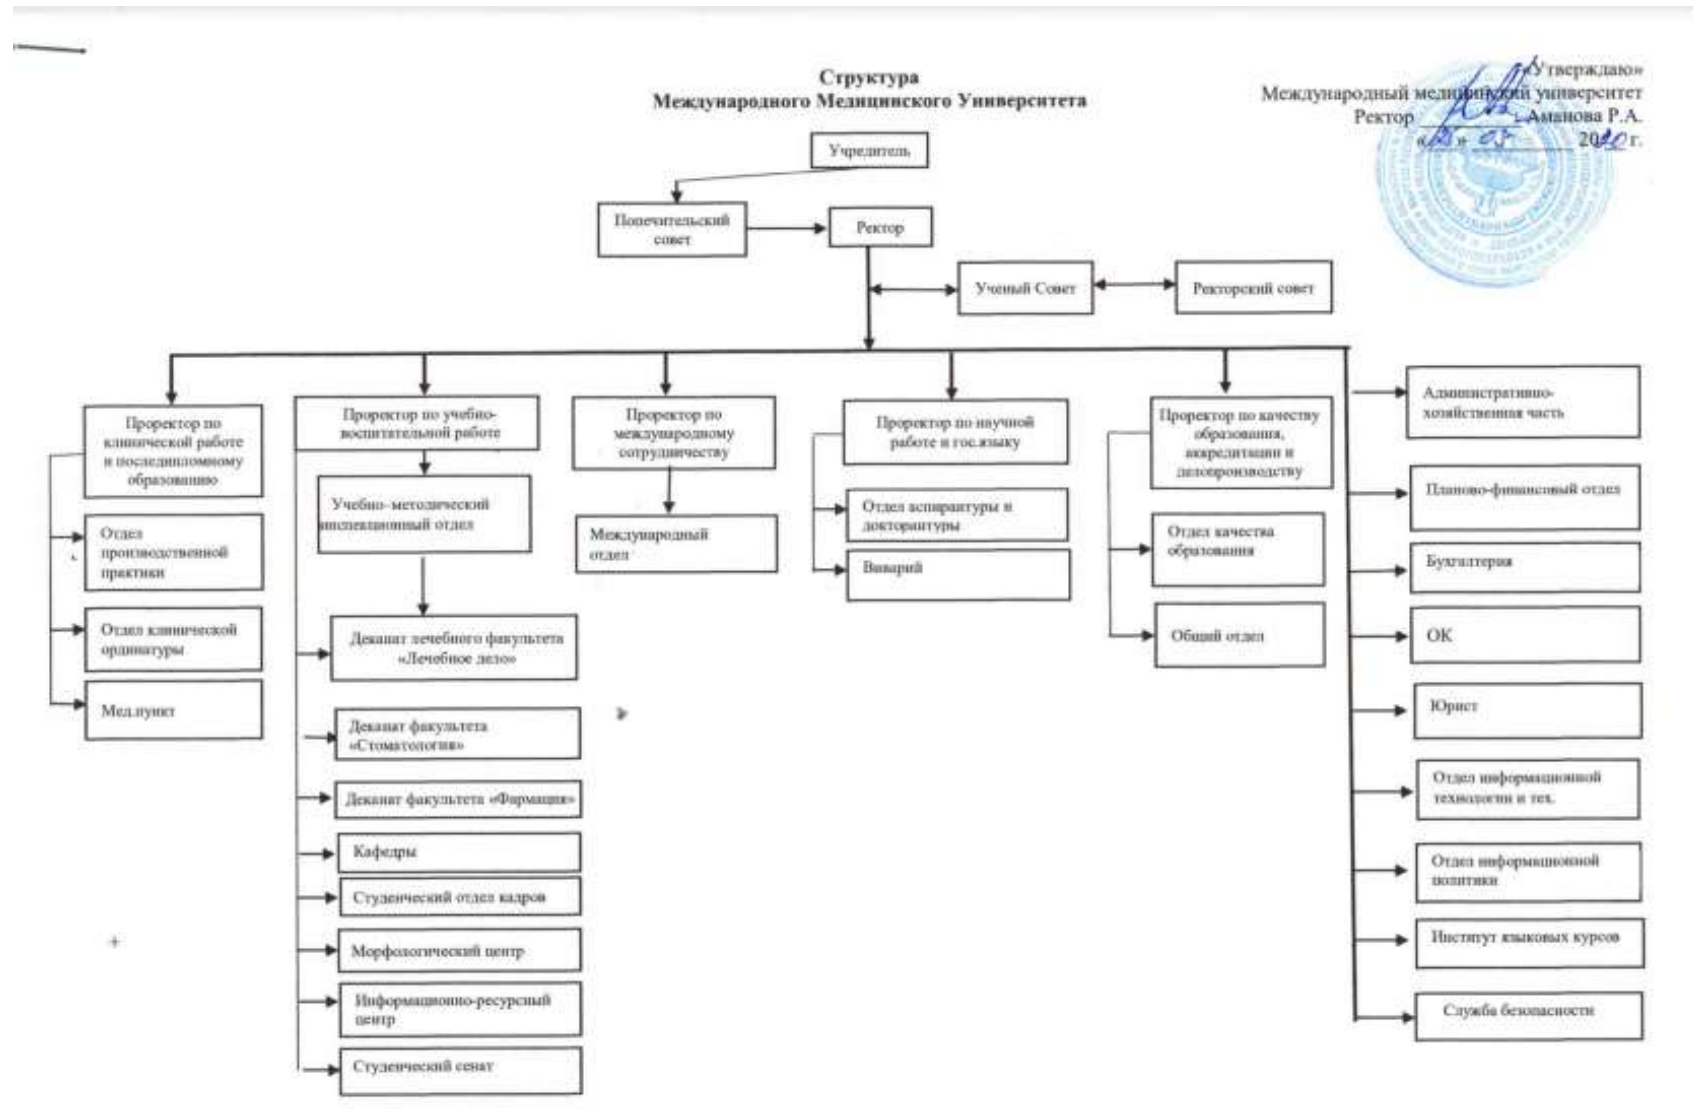 Структура
Международного Медицинского Университета
«Утверждаю»
Международный медицинский университет
Ректор __________ Аманова Р.А.
«25» 05 2020 г.
Учредитель
Попечительский
совет
Ректор
Ученый Совет
Ректорский совет
Проректор по
клинической работе
и последипломному
образованию
Отдел
производственной
практики
Отдел клинической
ординатуры
Мед.пункт
Проректор по учебно-
воспитательной работе
Учебно–методический
инспекционный отдел
Деканат лечебного факультета
«Лечебное дело»
Деканат факультета
«Стоматология»
Деканат факультета «Фармация»
Кафедры
Студенческий отдел кадров
Морфологический центр
Информационно-ресурсный
центр
Студенческий сенат
Проректор по
международному
сотрудничеству
Международный
отдел
Проректор по научной
работе и гос.языку
Отдел аспирантуры и
докторантуры
Виварий
Проректор по качеству
образования,
аккредитации и
делопроизводству
Отдел качества
образования
Общий отдел
Административно-
хозяйственная часть
Планово-финансовый отдел
Бухгалтерия
ОК
Юрист
Отдел информационной
технологии и тех.
Отдел информационной
политики
Институт языковых курсов
Служба безопасности